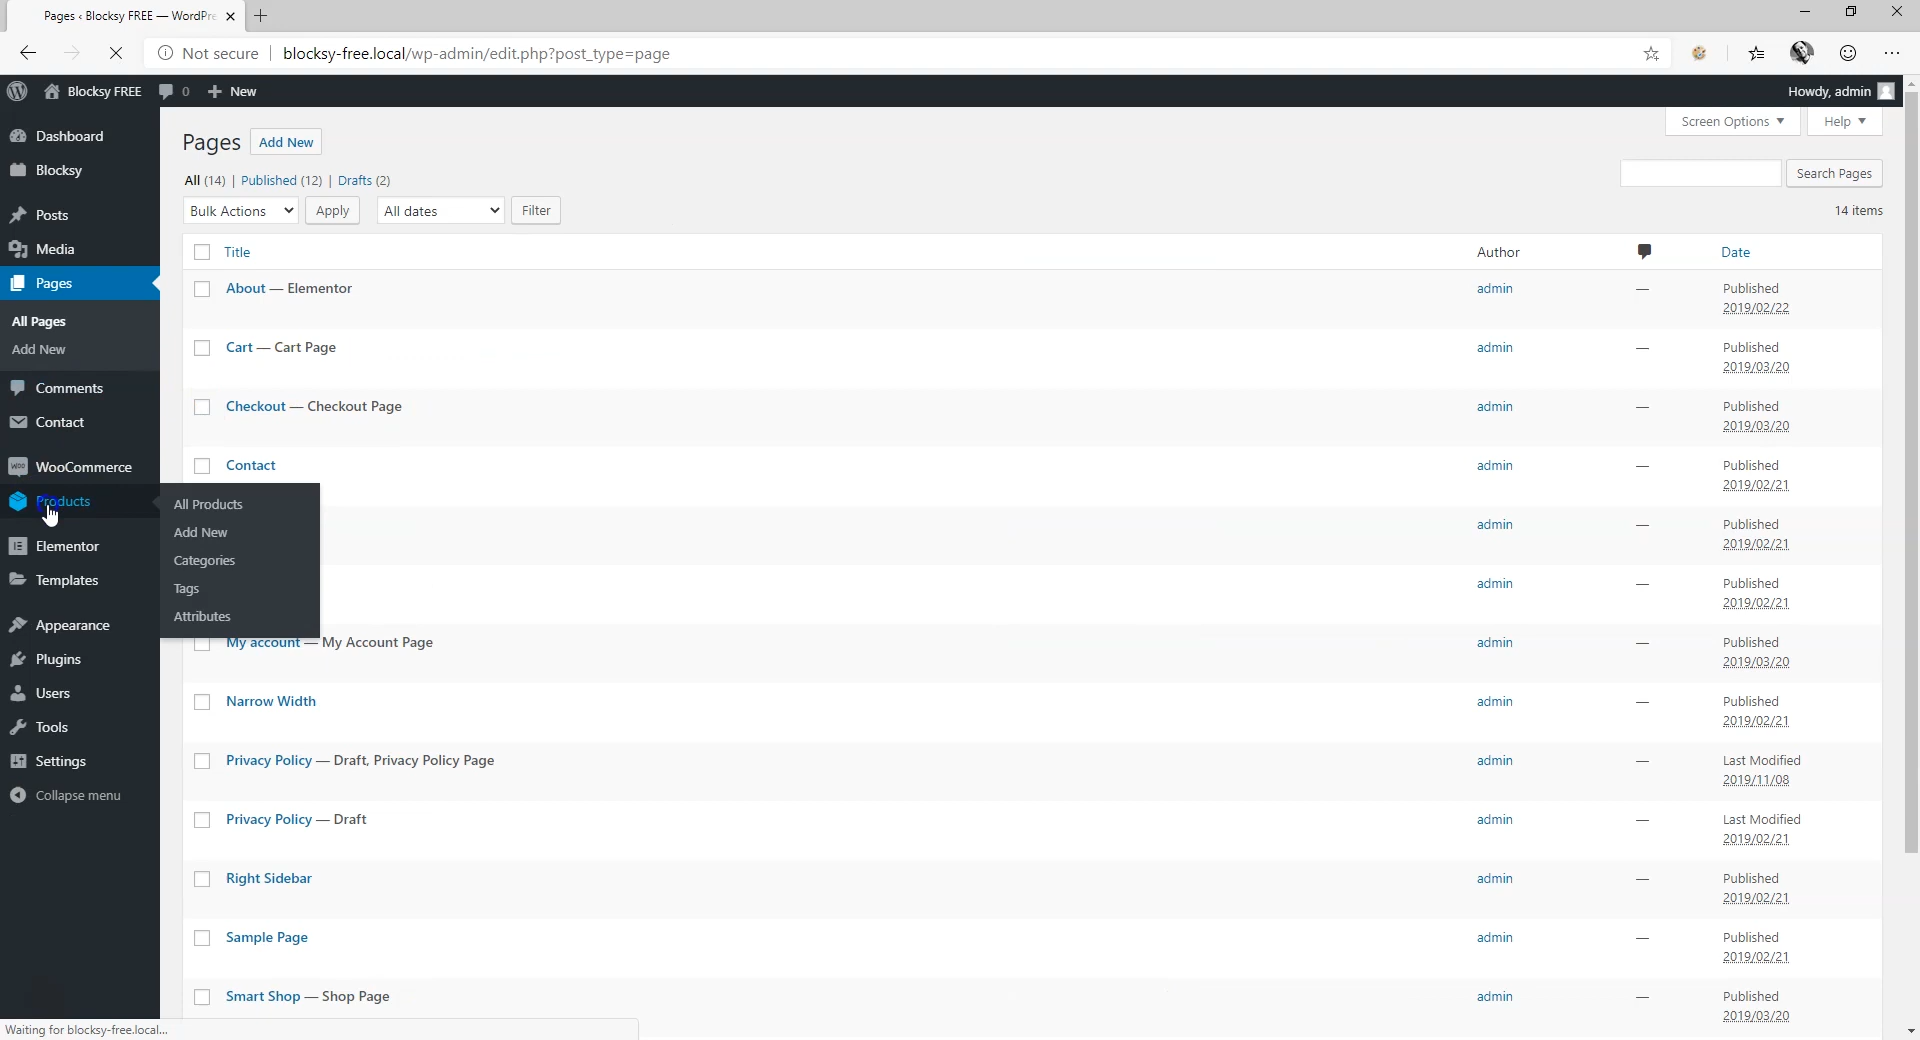 Pages ‹ Blocksy FREE — WordPre
Not secure
blocksy-free.local/wp-admin/edit.php?post_type=page
Blocksy FREE
0
New
Howdy, admin
Dashboard
Blocksy
Posts
Media
Pages
All Pages
Add New
Comments
Contact
WooCommerce
Products
Elementor
Templates
Appearance
Plugins
Users
Tools
Settings
Collapse menu
All Products
Add New
Categories
Tags
Attributes
Pages
Add New
Screen Options
Help
All (14) | Published (12) | Drafts (2)
Search Pages
Bulk Actions
Apply
All dates
Filter
14 items
Title
Author
Date
About — Elementor
admin
—
Published
2019/02/22
Cart — Cart Page
admin
—
Published
2019/03/20
Checkout — Checkout Page
admin
—
Published
2019/03/20
Contact
admin
—
Published
2019/02/21
admin
—
Published
2019/02/21
admin
—
Published
2019/02/21
My account — My Account Page
admin
—
Published
2019/03/20
Narrow Width
admin
—
Published
2019/02/21
Privacy Policy — Draft, Privacy Policy Page
admin
—
Last Modified
2019/11/08
Privacy Policy — Draft
admin
—
Last Modified
2019/02/21
Right Sidebar
admin
—
Published
2019/02/21
Sample Page
admin
—
Published
2019/02/21
Smart Shop — Shop Page
admin
—
Published
2019/03/20
Waiting for blocksy-free.local...